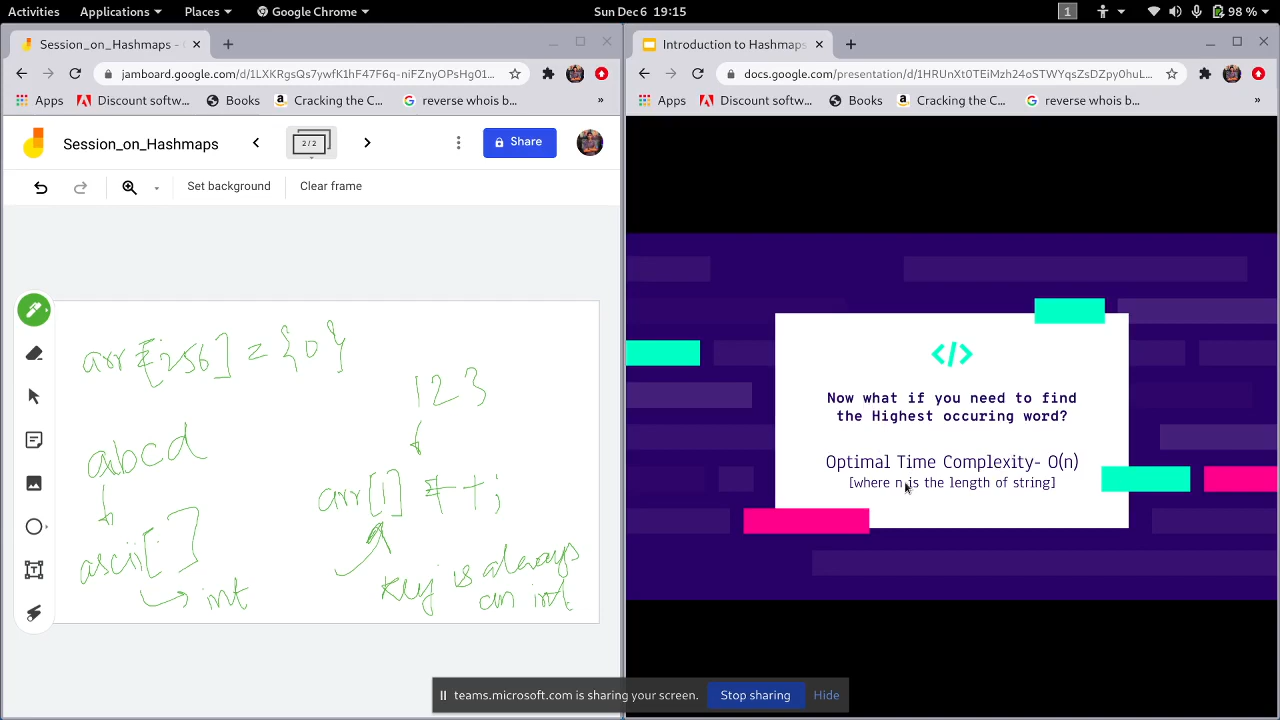 Activities Applications Places Google Chrome Sun Dec 6 19:15 1 98 %
Session_on_Hashmaps - G
jamboard.google.com/d/1LXKRgsQs7ywfK1hF47F6q-niFZnyOPsHg01...
Apps Discount softw... Books Cracking the C... reverse whois b... »
Session_on_Hashmaps 2/2 Share
Set background Clear frame
arr[256] = {0}
123
abcd
arr[1]++;
ascii[ ]
int
key is always
an int
Introduction to Hashmaps
docs.google.com/presentation/d/1HRUnXt0TEiMzh24oSTWYqsZsDZpy0huL...
Apps Discount softw... Books Cracking the C... reverse whois b... »
</>
Now what if you need to find
the Highest occuring word?
Optimal Time Complexity- O(n)
[where n is the length of string]
teams.microsoft.com is sharing your screen. Stop sharing Hide